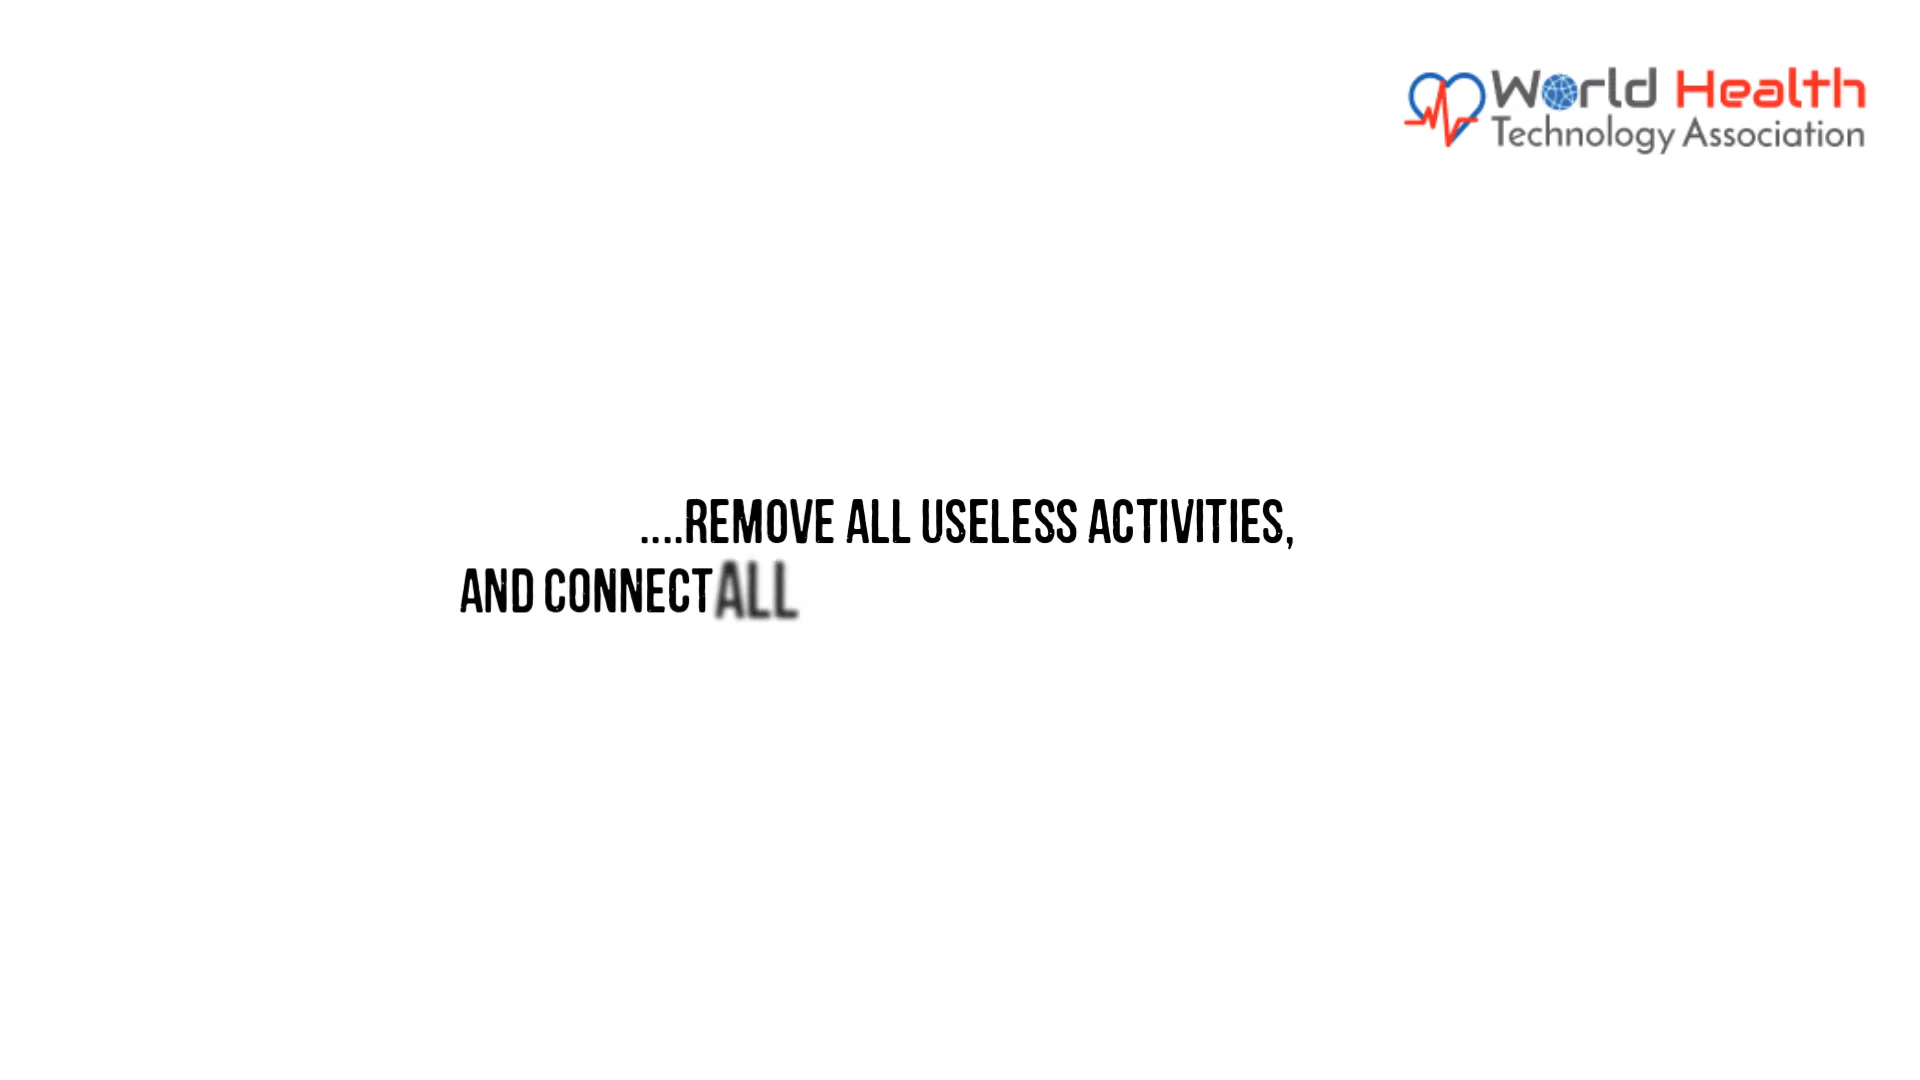 World Health
Technology Association
....REMOVE ALL USELESS ACTIVITIES,
AND CONNECT ALL